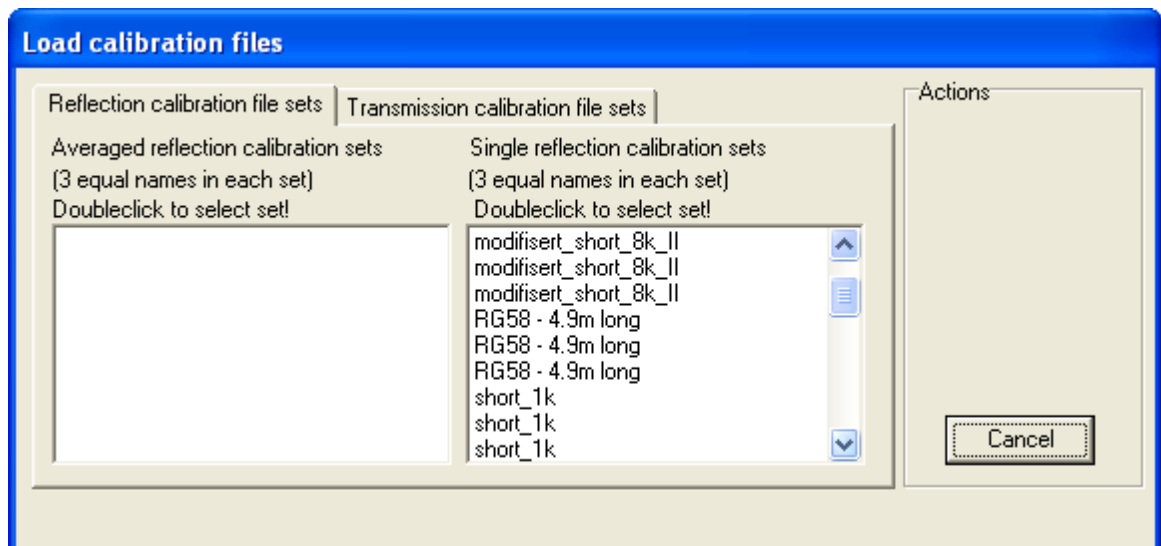 Load calibration files
Reflection calibration file sets
Transmission calibration file sets
Actions
Averaged reflection calibration sets
(3 equal names in each set)
Doubleclick to select set!
Single reflection calibration sets
(3 equal names in each set)
Doubleclick to select set!
modifisert_short_8k_II
modifisert_short_8k_II
modifisert_short_8k_II
RG58 - 4.9m long
RG58 - 4.9m long
RG58 - 4.9m long
short_1k
short_1k
short_1k
Cancel